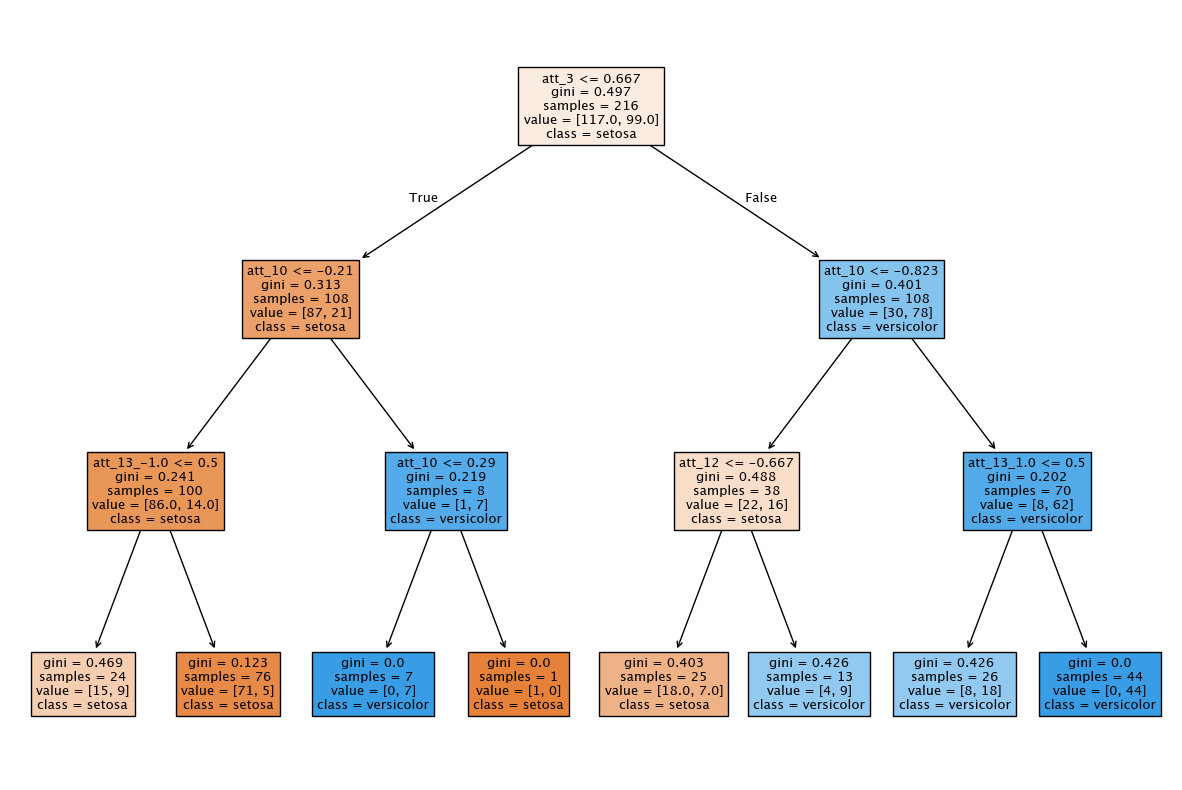 att_3 <= 0.667
gini = 0.497
samples = 216
value = [117.0, 99.0]
class = setosa
True
False
att_10 <= -0.21
gini = 0.313
samples = 108
value = [87, 21]
class = setosa
att_10 <= -0.823
gini = 0.401
samples = 108
value = [30, 78]
class = versicolor
att_13_-1.0 <= 0.5
gini = 0.241
samples = 100
value = [86.0, 14.0]
class = setosa
att_10 <= 0.29
gini = 0.219
samples = 8
value = [1, 7]
class = versicolor
att_12 <= -0.667
gini = 0.488
samples = 38
value = [22, 16]
class = setosa
att_13_1.0 <= 0.5
gini = 0.202
samples = 70
value = [8, 62]
class = versicolor
gini = 0.469
samples = 24
value = [15, 9]
class = setosa
gini = 0.123
samples = 76
value = [71, 5]
class = setosa
gini = 0.0
samples = 7
value = [0, 7]
class = versicolor
gini = 0.0
samples = 1
value = [1, 0]
class = setosa
gini = 0.403
samples = 25
value = [18.0, 7.0]
class = setosa
gini = 0.426
samples = 13
value = [4, 9]
class = versicolor
gini = 0.426
samples = 26
value = [8, 18]
class = versicolor
gini = 0.0
samples = 44
value = [0, 44]
class = versicolor